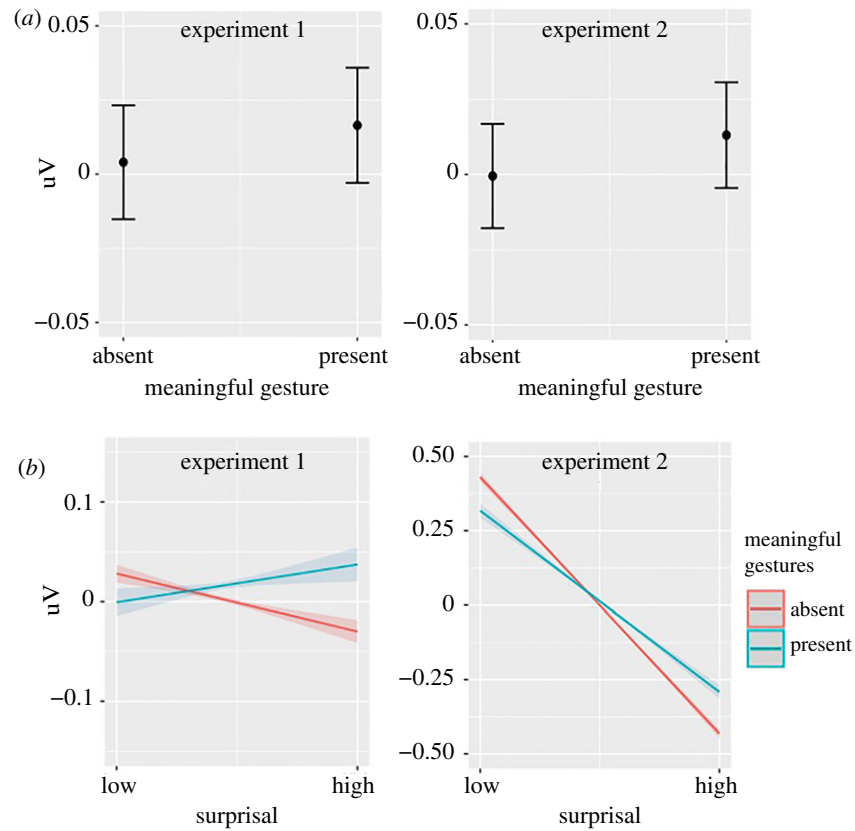 (a)
experiment 1
experiment 2
uV
0.05
0
−0.05
0.05
0
−0.05
absent
present
absent
present
meaningful gesture
meaningful gesture
(b)
experiment 1
experiment 2
uV
0.1
0
−0.1
0.50
0.25
0
−0.25
−0.50
low
high
low
high
surprisal
surprisal
meaningful
gestures
absent
present